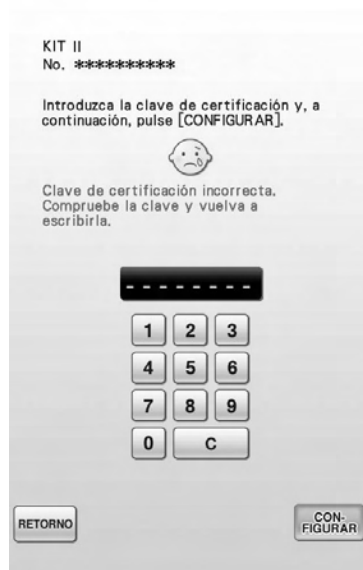 KIT II
No. **********
Introduzca la clave de certificación y, a
continuación, pulse [CONFIGURAR].
Clave de certificación incorrecta.
Compruebe la clave y vuelva a
escribirla.
- - - - - - - -
1 2 3
4 5 6
7 8 9
0 C
RETORNO
CON-
FIGURAR